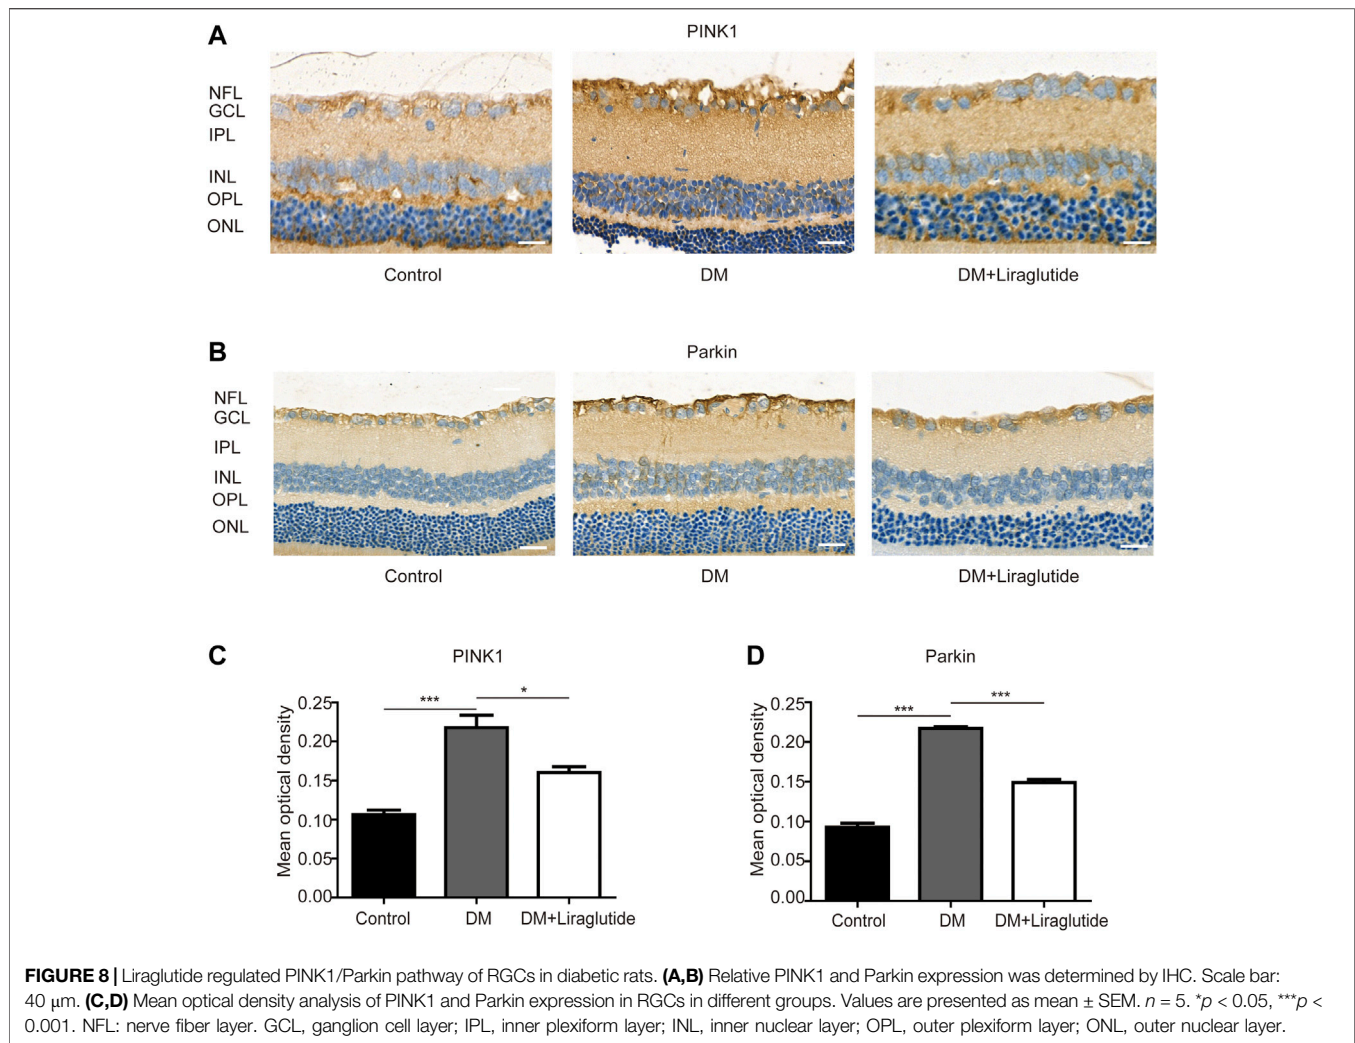 A
PINK1
NFL
GCL
IPL
INL
OPL
ONL
Control
DM
DM+Liraglutide
B
Parkin
NFL
GCL
IPL
INL
OPL
ONL
Control
DM
DM+Liraglutide
C
PINK1
Mean optical density
0.25
0.20
0.15
0.10
0.05
0.00
***
*
Control
DM
DM+Liraglutide
D
Parkin
Mean optical density
0.25
0.20
0.15
0.10
0.05
0.00
***
***
Control
DM
DM+Liraglutide
FIGURE 8 | Liraglutide regulated PINK1/Parkin pathway of RGCs in diabetic rats. (A,B) Relative PINK1 and Parkin expression was determined by IHC. Scale bar:
40 μm. (C,D) Mean optical density analysis of PINK1 and Parkin expression in RGCs in different groups. Values are presented as mean ± SEM. n = 5. *p < 0.05, ***p <
0.001. NFL: nerve fiber layer. GCL, ganglion cell layer; IPL, inner plexiform layer; INL, inner nuclear layer; OPL, outer plexiform layer; ONL, outer nuclear layer.